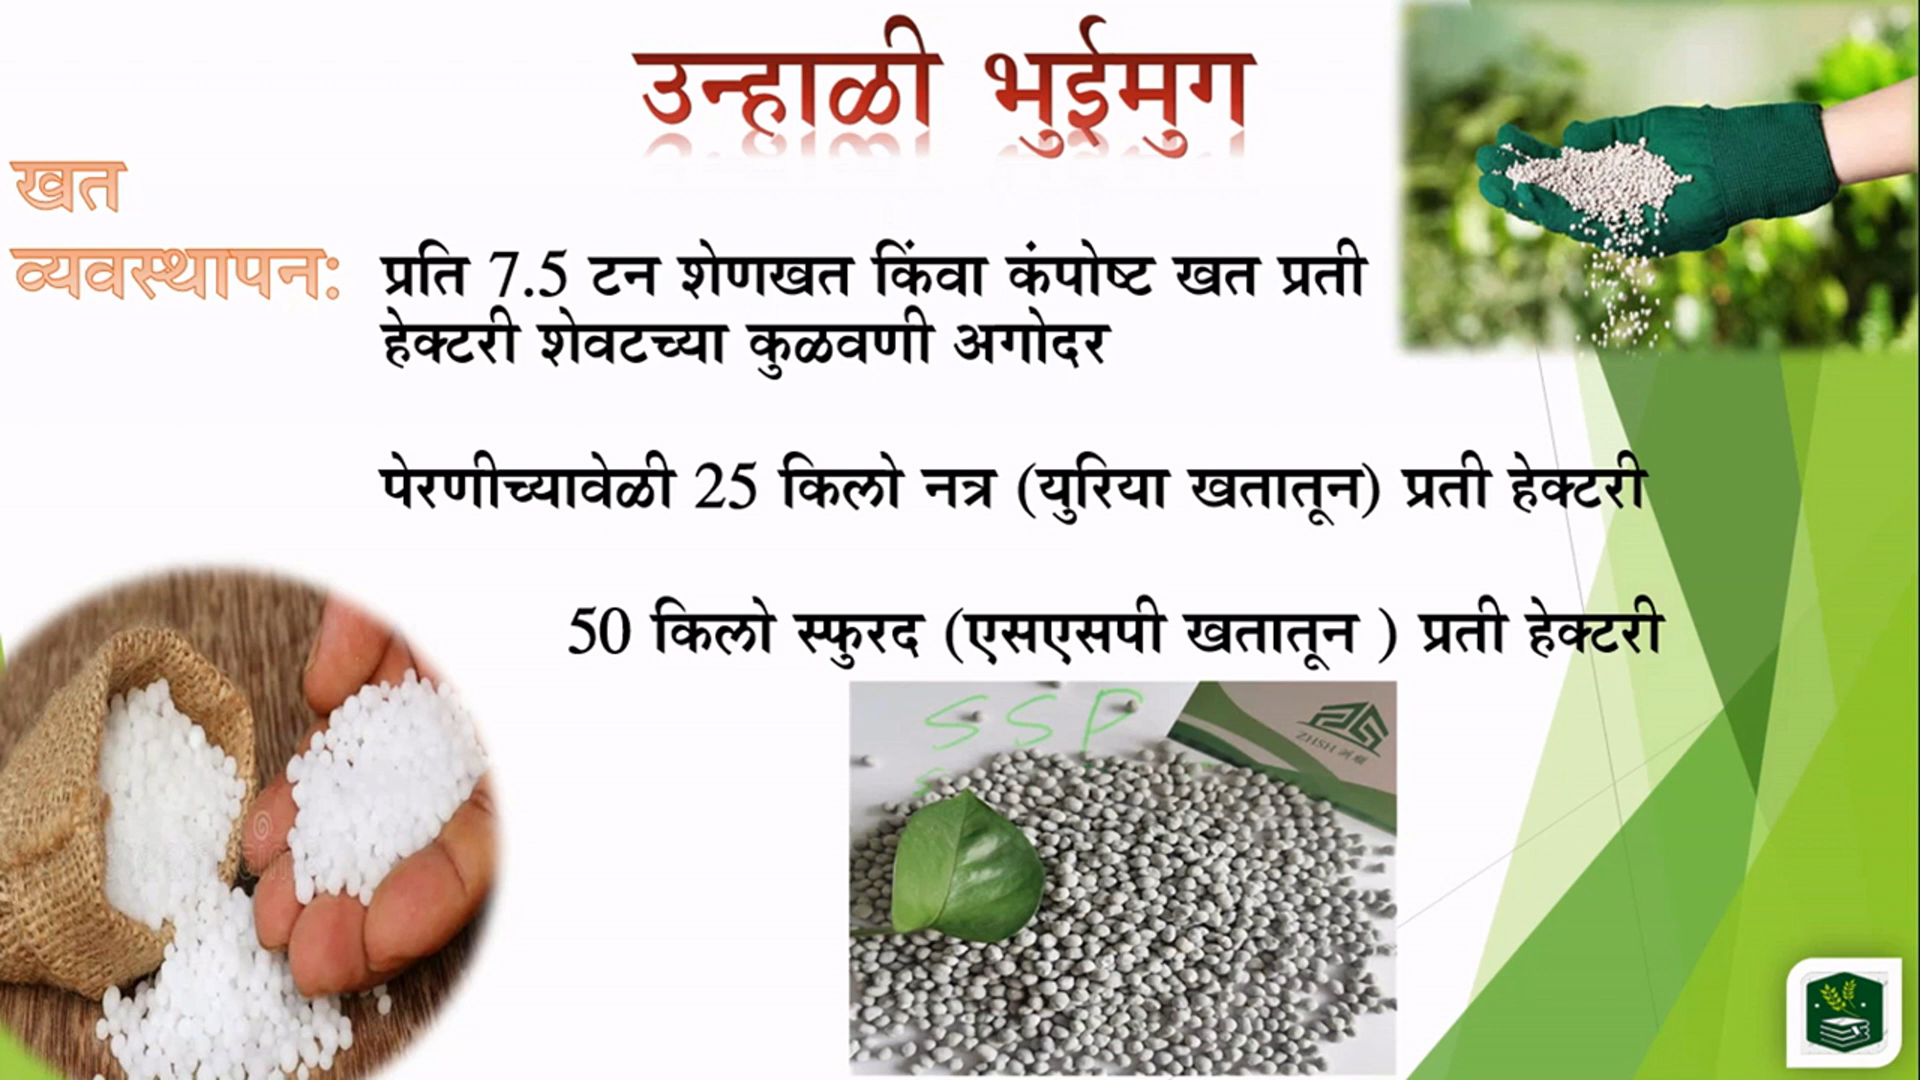 उन्हाळी भुईमुग
खत
व्यवस्थापन:
प्रति 7.5 टन शेणखत किंवा कंपोष्ट खत प्रती
हेक्टरी शेवटच्या कुळवणी अगोदर
पेरणीच्यावेळी 25 किलो नत्र (युरिया खतातून) प्रती हेक्टरी
50 किलो स्फुरद (एसएसपी खतातून ) प्रती हेक्टरी
SSP
ZHSH